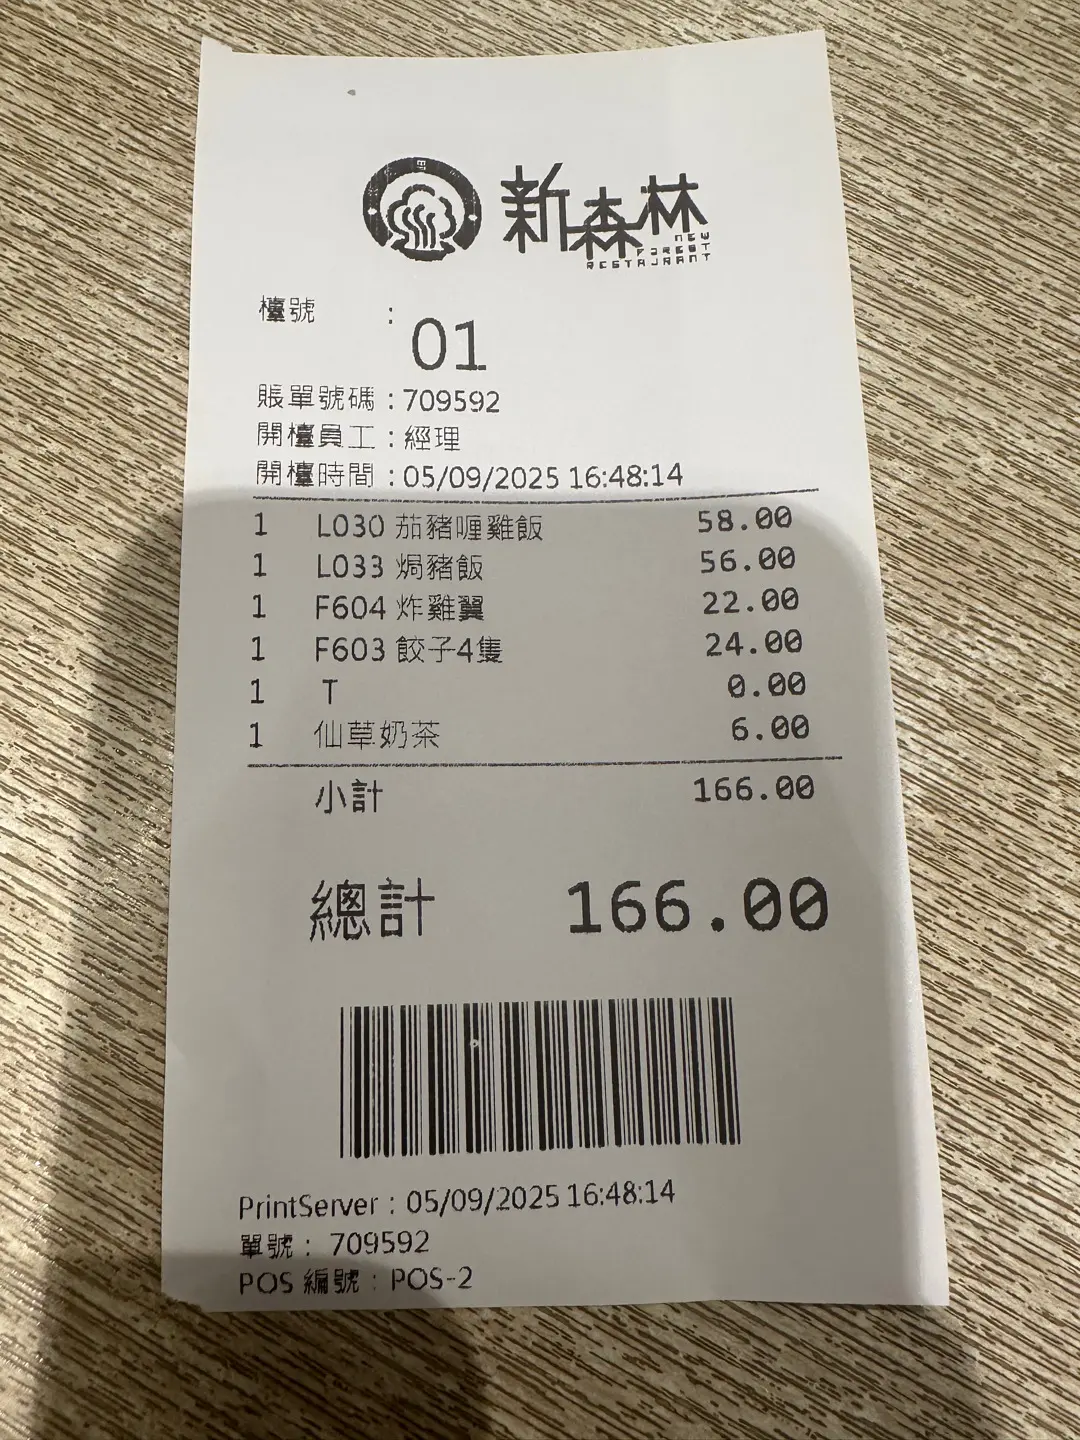 新森林
NEW
FOREST
RESTAURANT
檯號 :
01
賬單號碼 : 709592
開檯員工 : 經理
開檯時間 : 05/09/2025 16:48:14
1 L030 茄豬喱雞飯 58.00
1 L033 焗豬飯 56.00
1 F604 炸雞翼 22.00
1 F603 餃子4隻 24.00
1 T 0.00
1 仙草奶茶 6.00
小計 166.00
總計 166.00
PrintServer : 05/09/2025 16:48:14
單號 : 709592
POS 編號 : POS-2